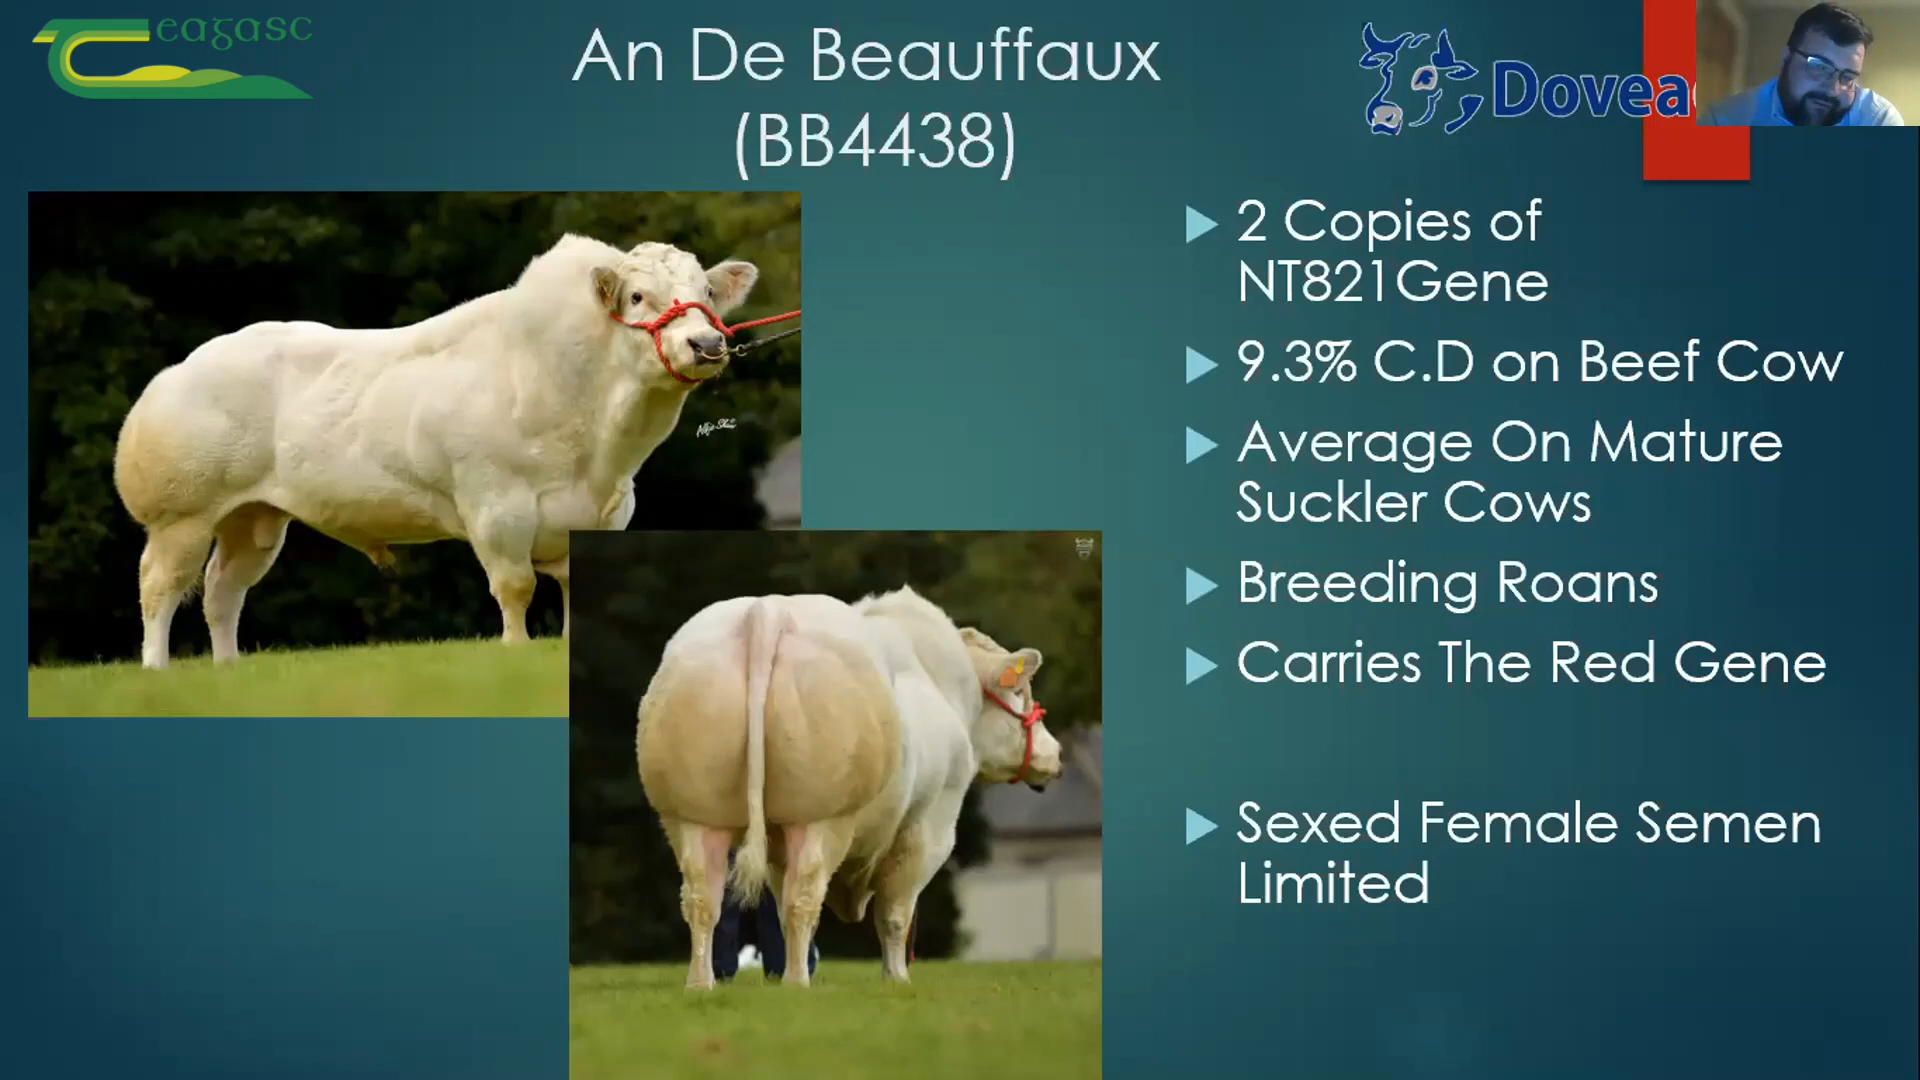 eagasc
An De Beauffaux
(BB4438)
Dovea
2 Copies of
NT821Gene
9.3% C.D on Beef Cow
Average On Mature
Suckler Cows
Breeding Roans
Carries The Red Gene
Sexed Female Semen
Limited